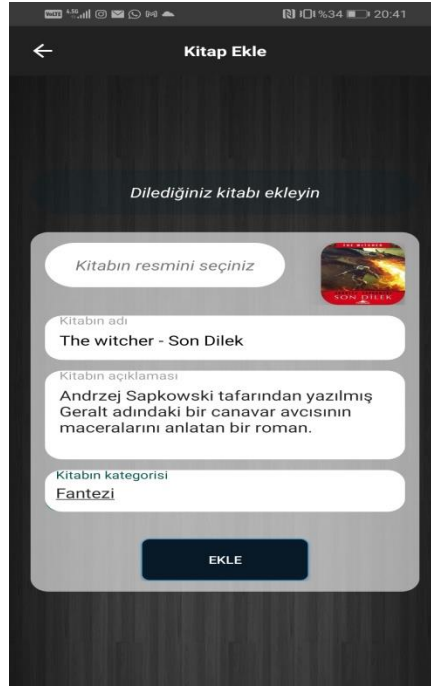 %34 20:41
Kitap Ekle
Dilediğiniz kitabı ekleyin
Kitabın resmini seçiniz
THE WITCHER
SON DİLEK
Kitabın adı
The witcher - Son Dilek
Kitabın açıklaması
Andrzej Sapkowski tafarından yazılmış
Geralt adındaki bir canavar avcısının
maceralarını anlatan bir roman.
Kitabın kategorisi
Fantezi
EKLE